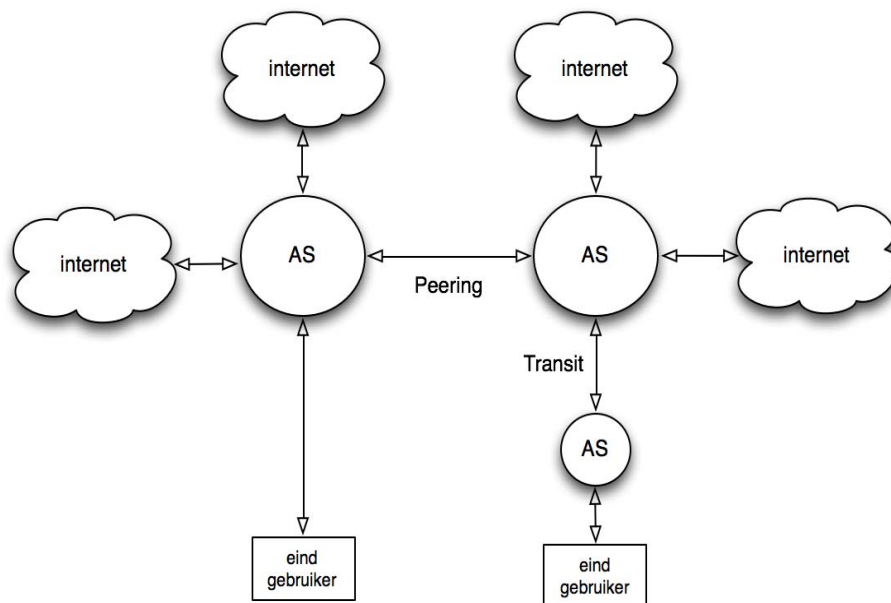 internet
internet
internet
AS
AS
internet
Peering
Transit
AS
eind
gebruiker
eind
gebruiker